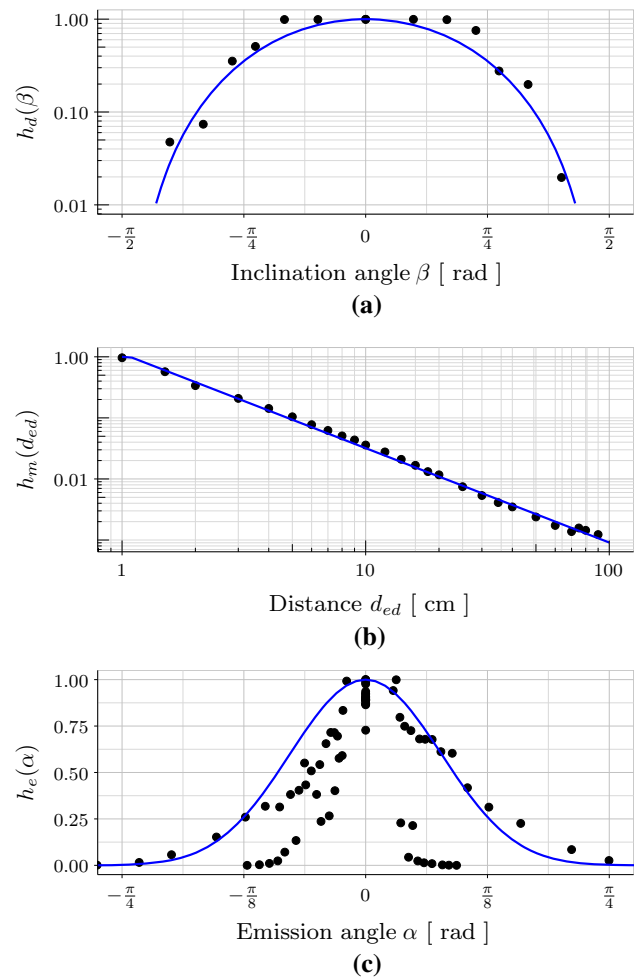 1.00
0.10
0.01
h_d(β)
−π/2 −π/4 0 π/4 π/2
Inclination angle β [ rad ]
(a)
1.00
0.01
h_m(d_ed)
1 10 100
Distance d_ed [ cm ]
(b)
1.00
0.75
0.50
0.25
0.00
h_e(α)
−π/4 −π/8 0 π/8 π/4
Emission angle α [ rad ]
(c)